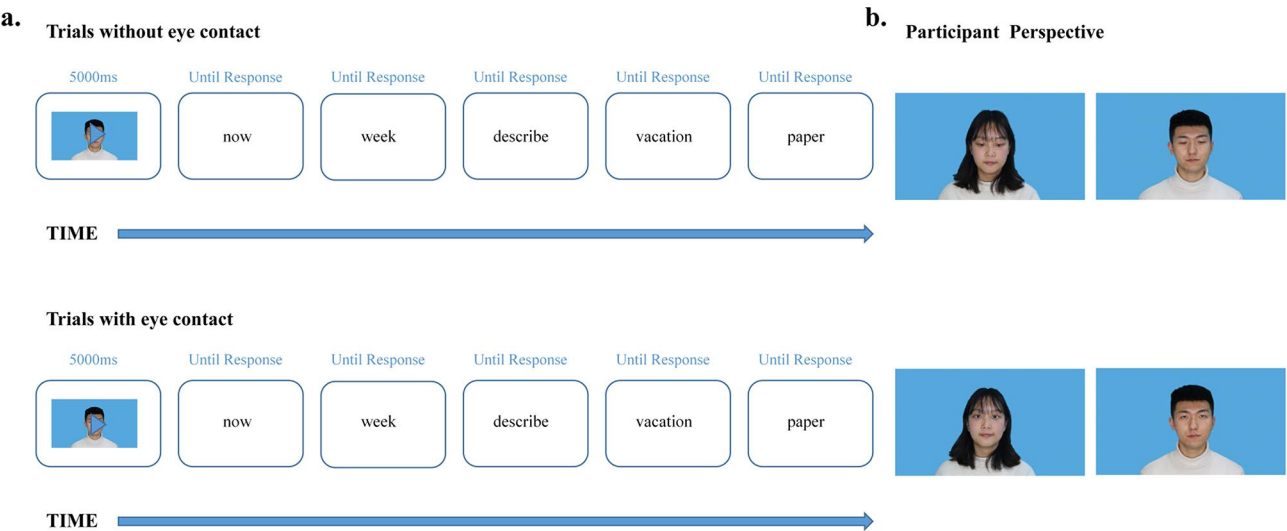 a.
Trials without eye contact
5000ms Until Response Until Response Until Response Until Response Until Response
now week describe vacation paper
TIME
b.
Participant Perspective
Trials with eye contact
5000ms Until Response Until Response Until Response Until Response Until Response
now week describe vacation paper
TIME